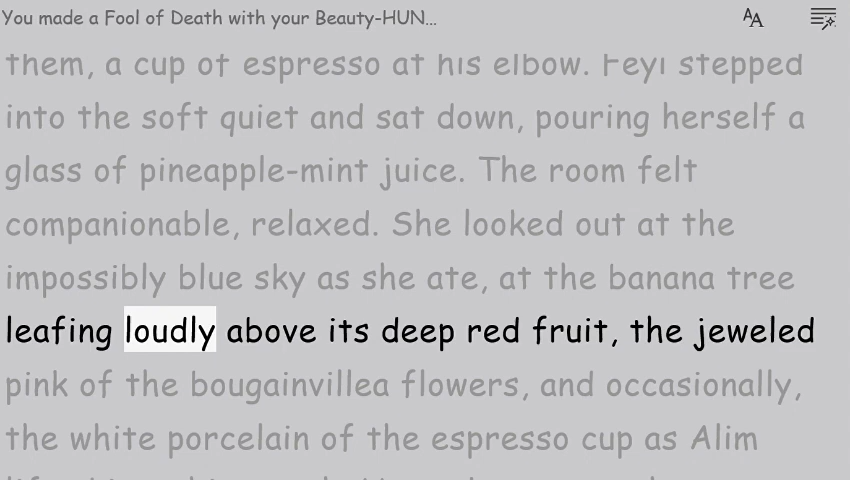 You made a Fool of Death with your Beauty-HUN...
them, a cup of espresso at his elbow. Feyi stepped
into the soft quiet and sat down, pouring herself a
glass of pineapple-mint juice. The room felt
companionable, relaxed. She looked out at the
impossibly blue sky as she ate, at the banana tree
leafing loudly above its deep red fruit, the jeweled
pink of the bougainvillea flowers, and occasionally,
the white porcelain of the espresso cup as Alim